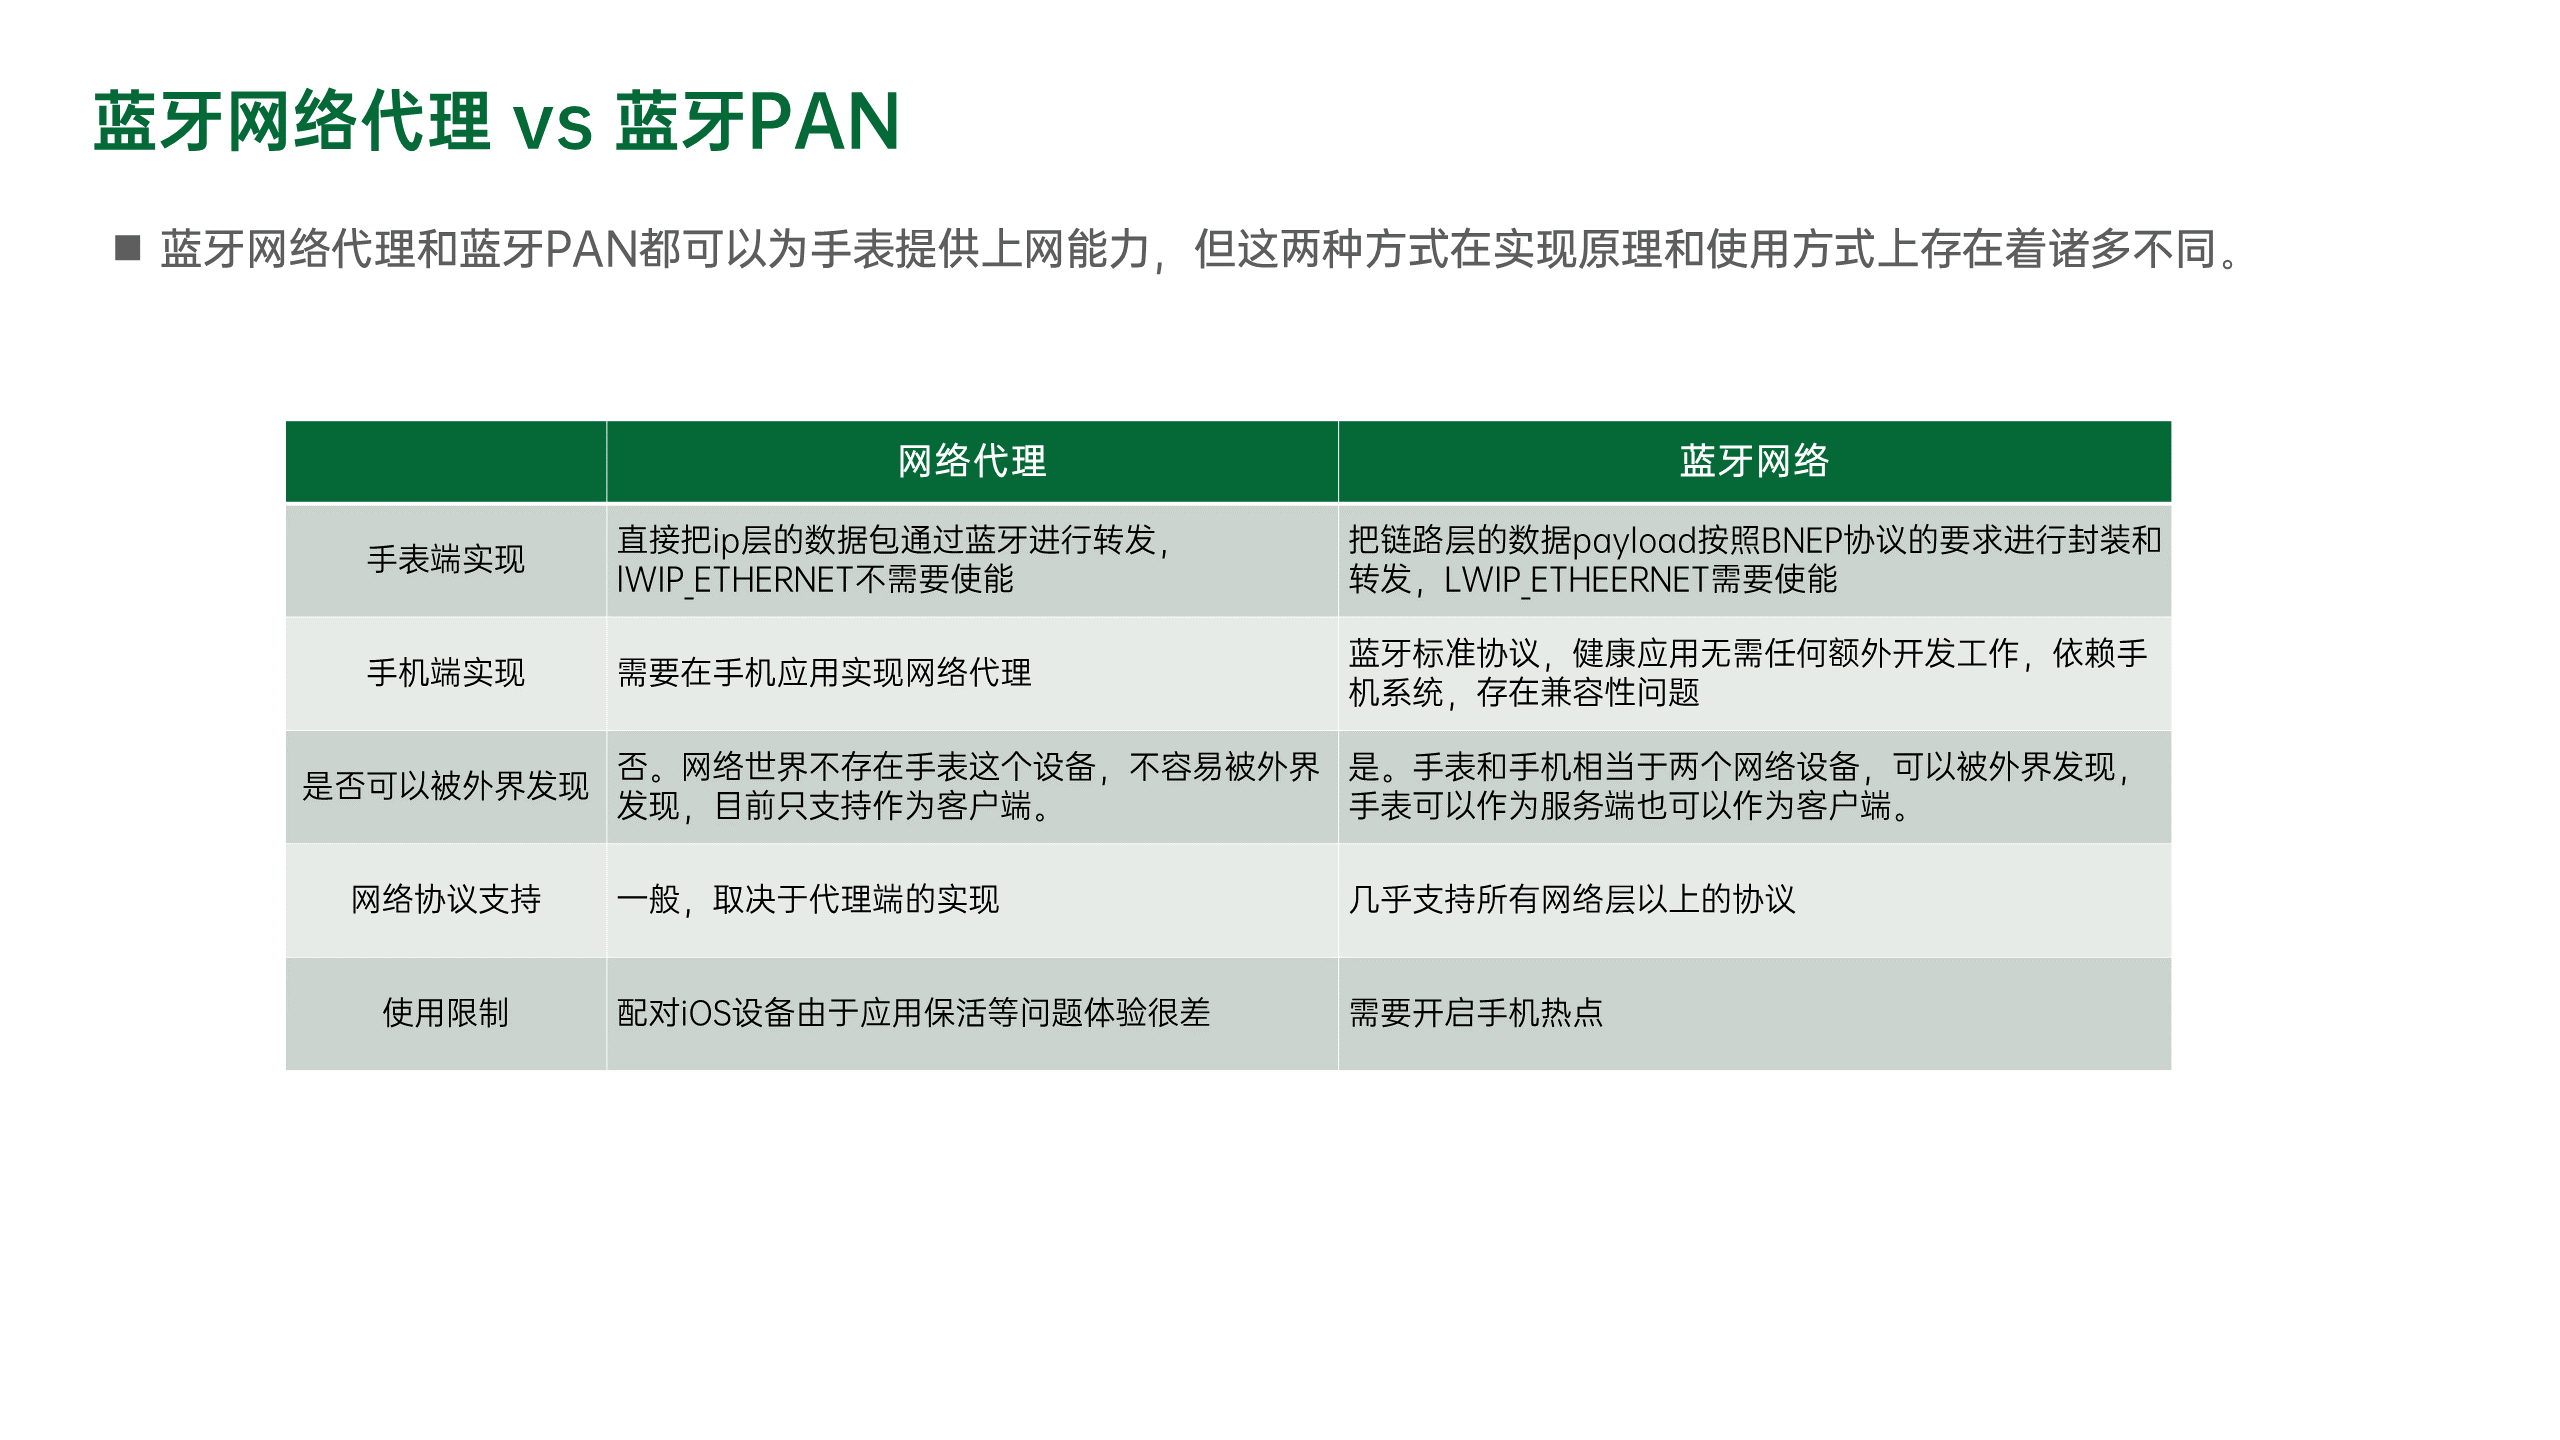 蓝牙网络代理 vs 蓝牙PAN
■ 蓝牙网络代理和蓝牙PAN都可以为手表提供上网能力，但这两种方式在实现原理和使用方式上存在着诸多不同。
网络代理
蓝牙网络
手表端实现
直接把ip层的数据包通过蓝牙进行转发，
lWIP_ETHERNET不需要使能
把链路层的数据payload按照BNEP协议的要求进行封装和
转发，LWIP_ETHEERNET需要使能
手机端实现
需要在手机应用实现网络代理
蓝牙标准协议，健康应用无需任何额外开发工作，依赖手
机系统，存在兼容性问题
是否可以被外界发现
否。网络世界不存在手表这个设备，不容易被外界
发现，目前只支持作为客户端。
是。手表和手机相当于两个网络设备，可以被外界发现，
手表可以作为服务端也可以作为客户端。
网络协议支持
一般，取决于代理端的实现
几乎支持所有网络层以上的协议
使用限制
配对iOS设备由于应用保活等问题体验很差
需要开启手机热点